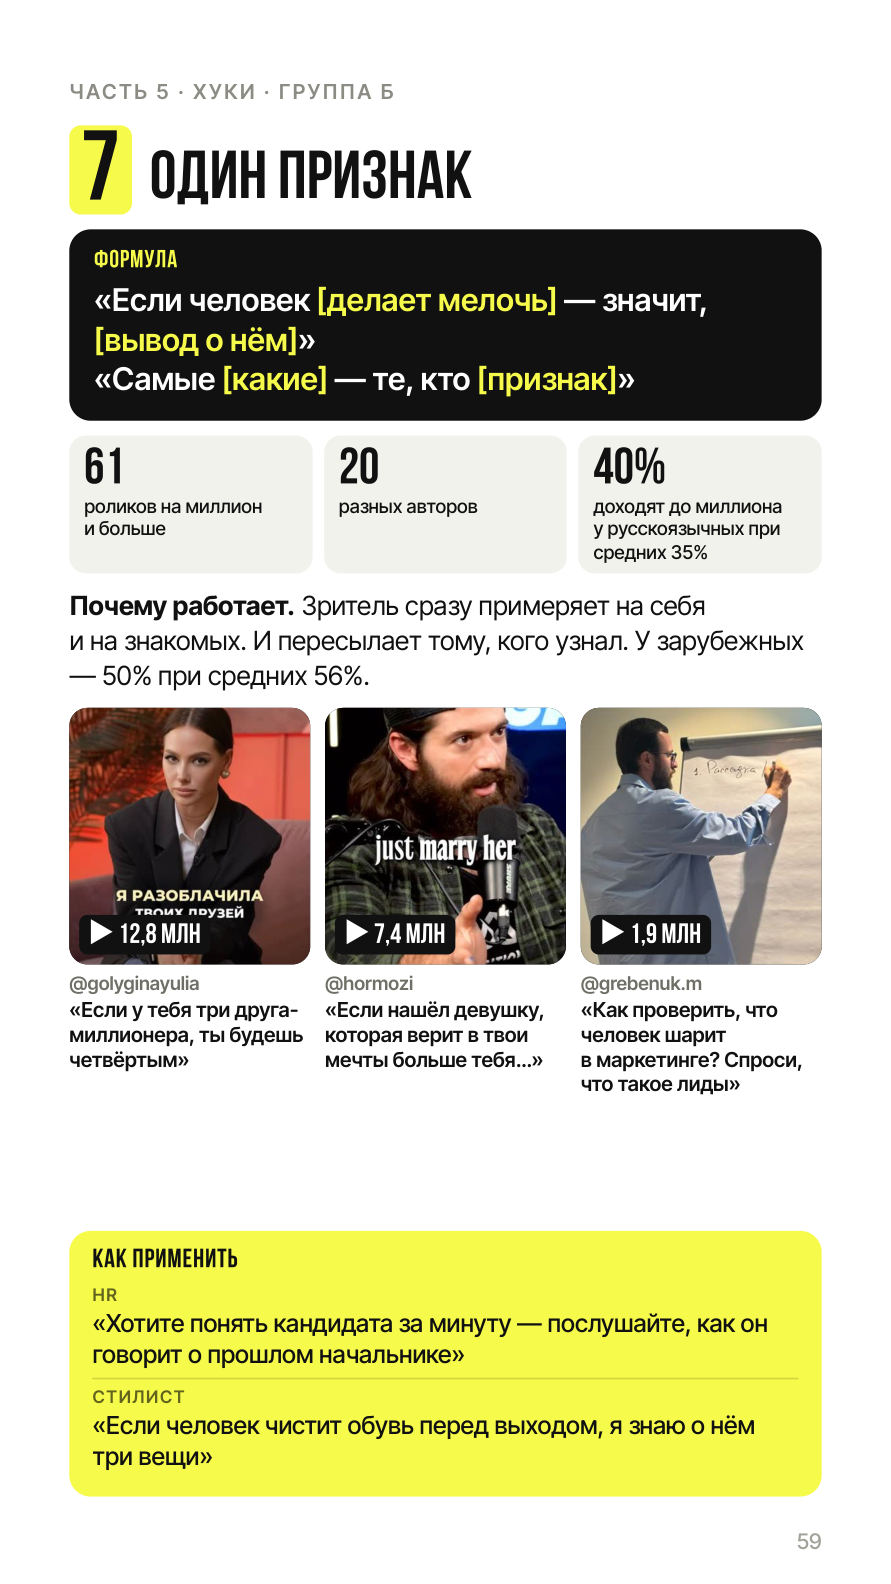 ЧАСТЬ 5 · ХУКИ · ГРУППА Б
7 ОДИН ПРИЗНАК
ФОРМУЛА
«Если человек [делает мелочь] — значит,
[вывод о нём]»
«Самые [какие] — те, кто [признак]»
61
роликов на миллион
и больше
20
разных авторов
40%
доходят до миллиона
у русскоязычных при
средних 35%
Почему работает. Зритель сразу примеряет на себя
и на знакомых. И пересылает тому, кого узнал. У зарубежных
— 50% при средних 56%.
Я РАЗОБЛАЧИЛА
ТВОИХ ДРУЗЕЙ
12,8 МЛН
@golyginayulia
«Если у тебя три друга-
миллионера, ты будешь
четвёртым»
just marry her
7,4 МЛН
@hormozi
«Если нашёл девушку,
которая верит в твои
мечты больше тебя...»
1. Рассадка
1,9 МЛН
@grebenuk.m
«Как проверить, что
человек шарит
в маркетинге? Спроси,
что такое лиды»
КАК ПРИМЕНИТЬ
HR
«Хотите понять кандидата за минуту — послушайте, как он
говорит о прошлом начальнике»
СТИЛИСТ
«Если человек чистит обувь перед выходом, я знаю о нём
три вещи»
59